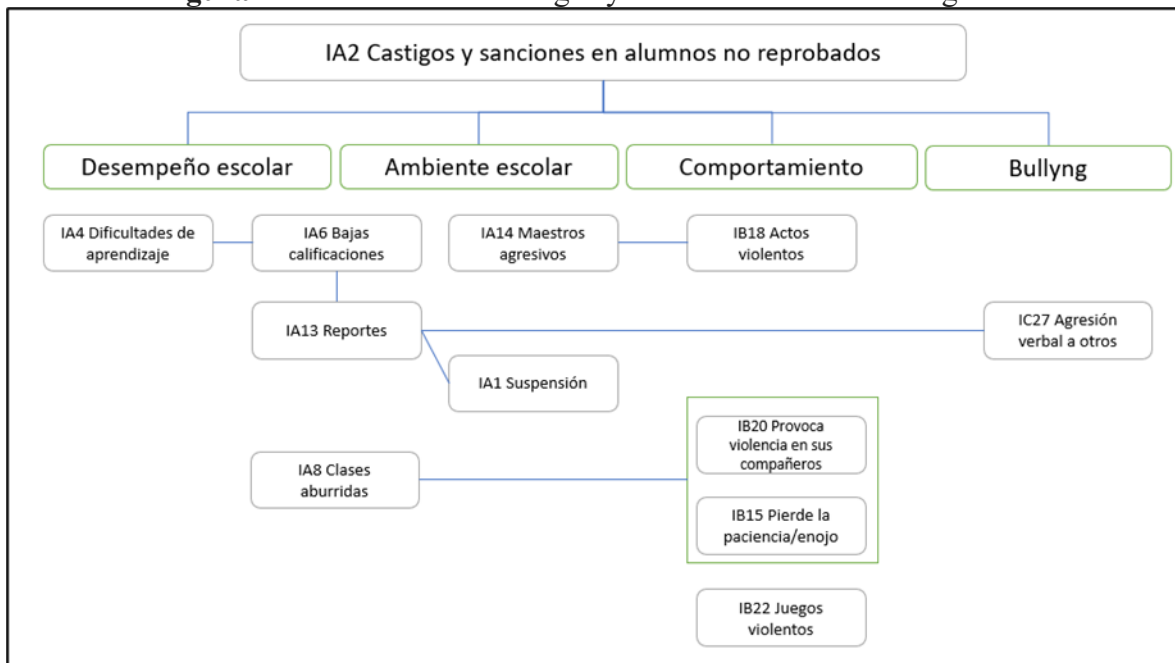 IA2 Castigos y sanciones en alumnos no reprobados
Desempeño escolar
Ambiente escolar
Comportamiento
Bullyng
IA4 Dificultades de
aprendizaje
IA6 Bajas
calificaciones
IA14 Maestros
agresivos
IB18 Actos
violentos
IA13 Reportes
IC27 Agresión
verbal a otros
IA1 Suspensión
IB20 Provoca
violencia en sus
compañeros
IA8 Clases
aburridas
IB15 Pierde la
paciencia/enojo
IB22 Juegos
violentos